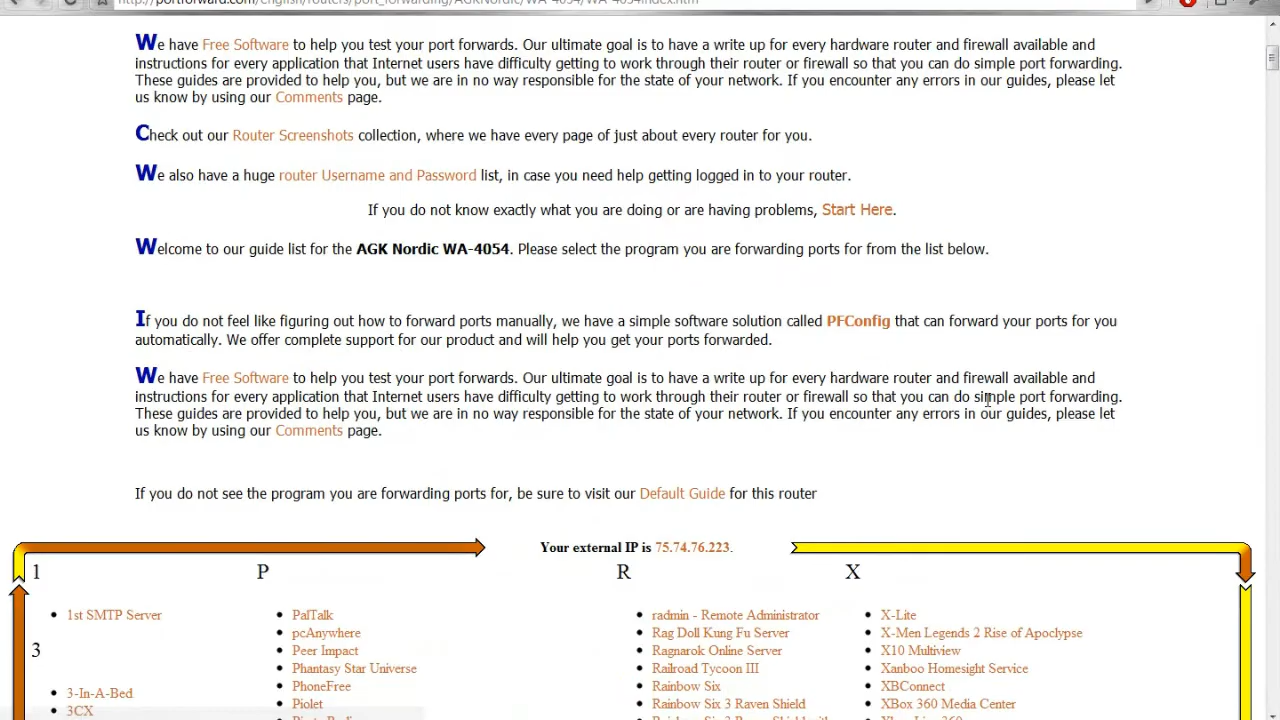 http://portforward.com/english/routers/port_forwarding/AGKNordic/WA-4054/WA-4054index.htm
We have Free Software to help you test your port forwards. Our ultimate goal is to have a write up for every hardware router and firewall available and
instructions for every application that Internet users have difficulty getting to work through their router or firewall so that you can do simple port forwarding.
These guides are provided to help you, but we are in no way responsible for the state of your network. If you encounter any errors in our guides, please let
us know by using our Comments page.
Check out our Router Screenshots collection, where we have every page of just about every router for you.
We also have a huge router Username and Password list, in case you need help getting logged in to your router.
If you do not know exactly what you are doing or are having problems, Start Here.
Welcome to our guide list for the AGK Nordic WA-4054. Please select the program you are forwarding ports for from the list below.
If you do not feel like figuring out how to forward ports manually, we have a simple software solution called PFConfig that can forward your ports for you
automatically. We offer complete support for our product and will help you get your ports forwarded.
We have Free Software to help you test your port forwards. Our ultimate goal is to have a write up for every hardware router and firewall available and
instructions for every application that Internet users have difficulty getting to work through their router or firewall so that you can do simple port forwarding.
These guides are provided to help you, but we are in no way responsible for the state of your network. If you encounter any errors in our guides, please let
us know by using our Comments page.
If you do not see the program you are forwarding ports for, be sure to visit our Default Guide for this router
Your external IP is 75.74.76.223.
1
1st SMTP Server
3
3-In-A-Bed
3CX
P
PalTalk
pcAnywhere
Peer Impact
Phantasy Star Universe
PhoneFree
Piolet
R
radmin - Remote Administrator
Rag Doll Kung Fu Server
Ragnarok Online Server
Railroad Tycoon III
Rainbow Six
Rainbow Six 3 Raven Shield
X
X-Lite
X-Men Legends 2 Rise of Apoclypse
X10 Multiview
Xanboo Homesight Service
XBConnect
XBox 360 Media Center